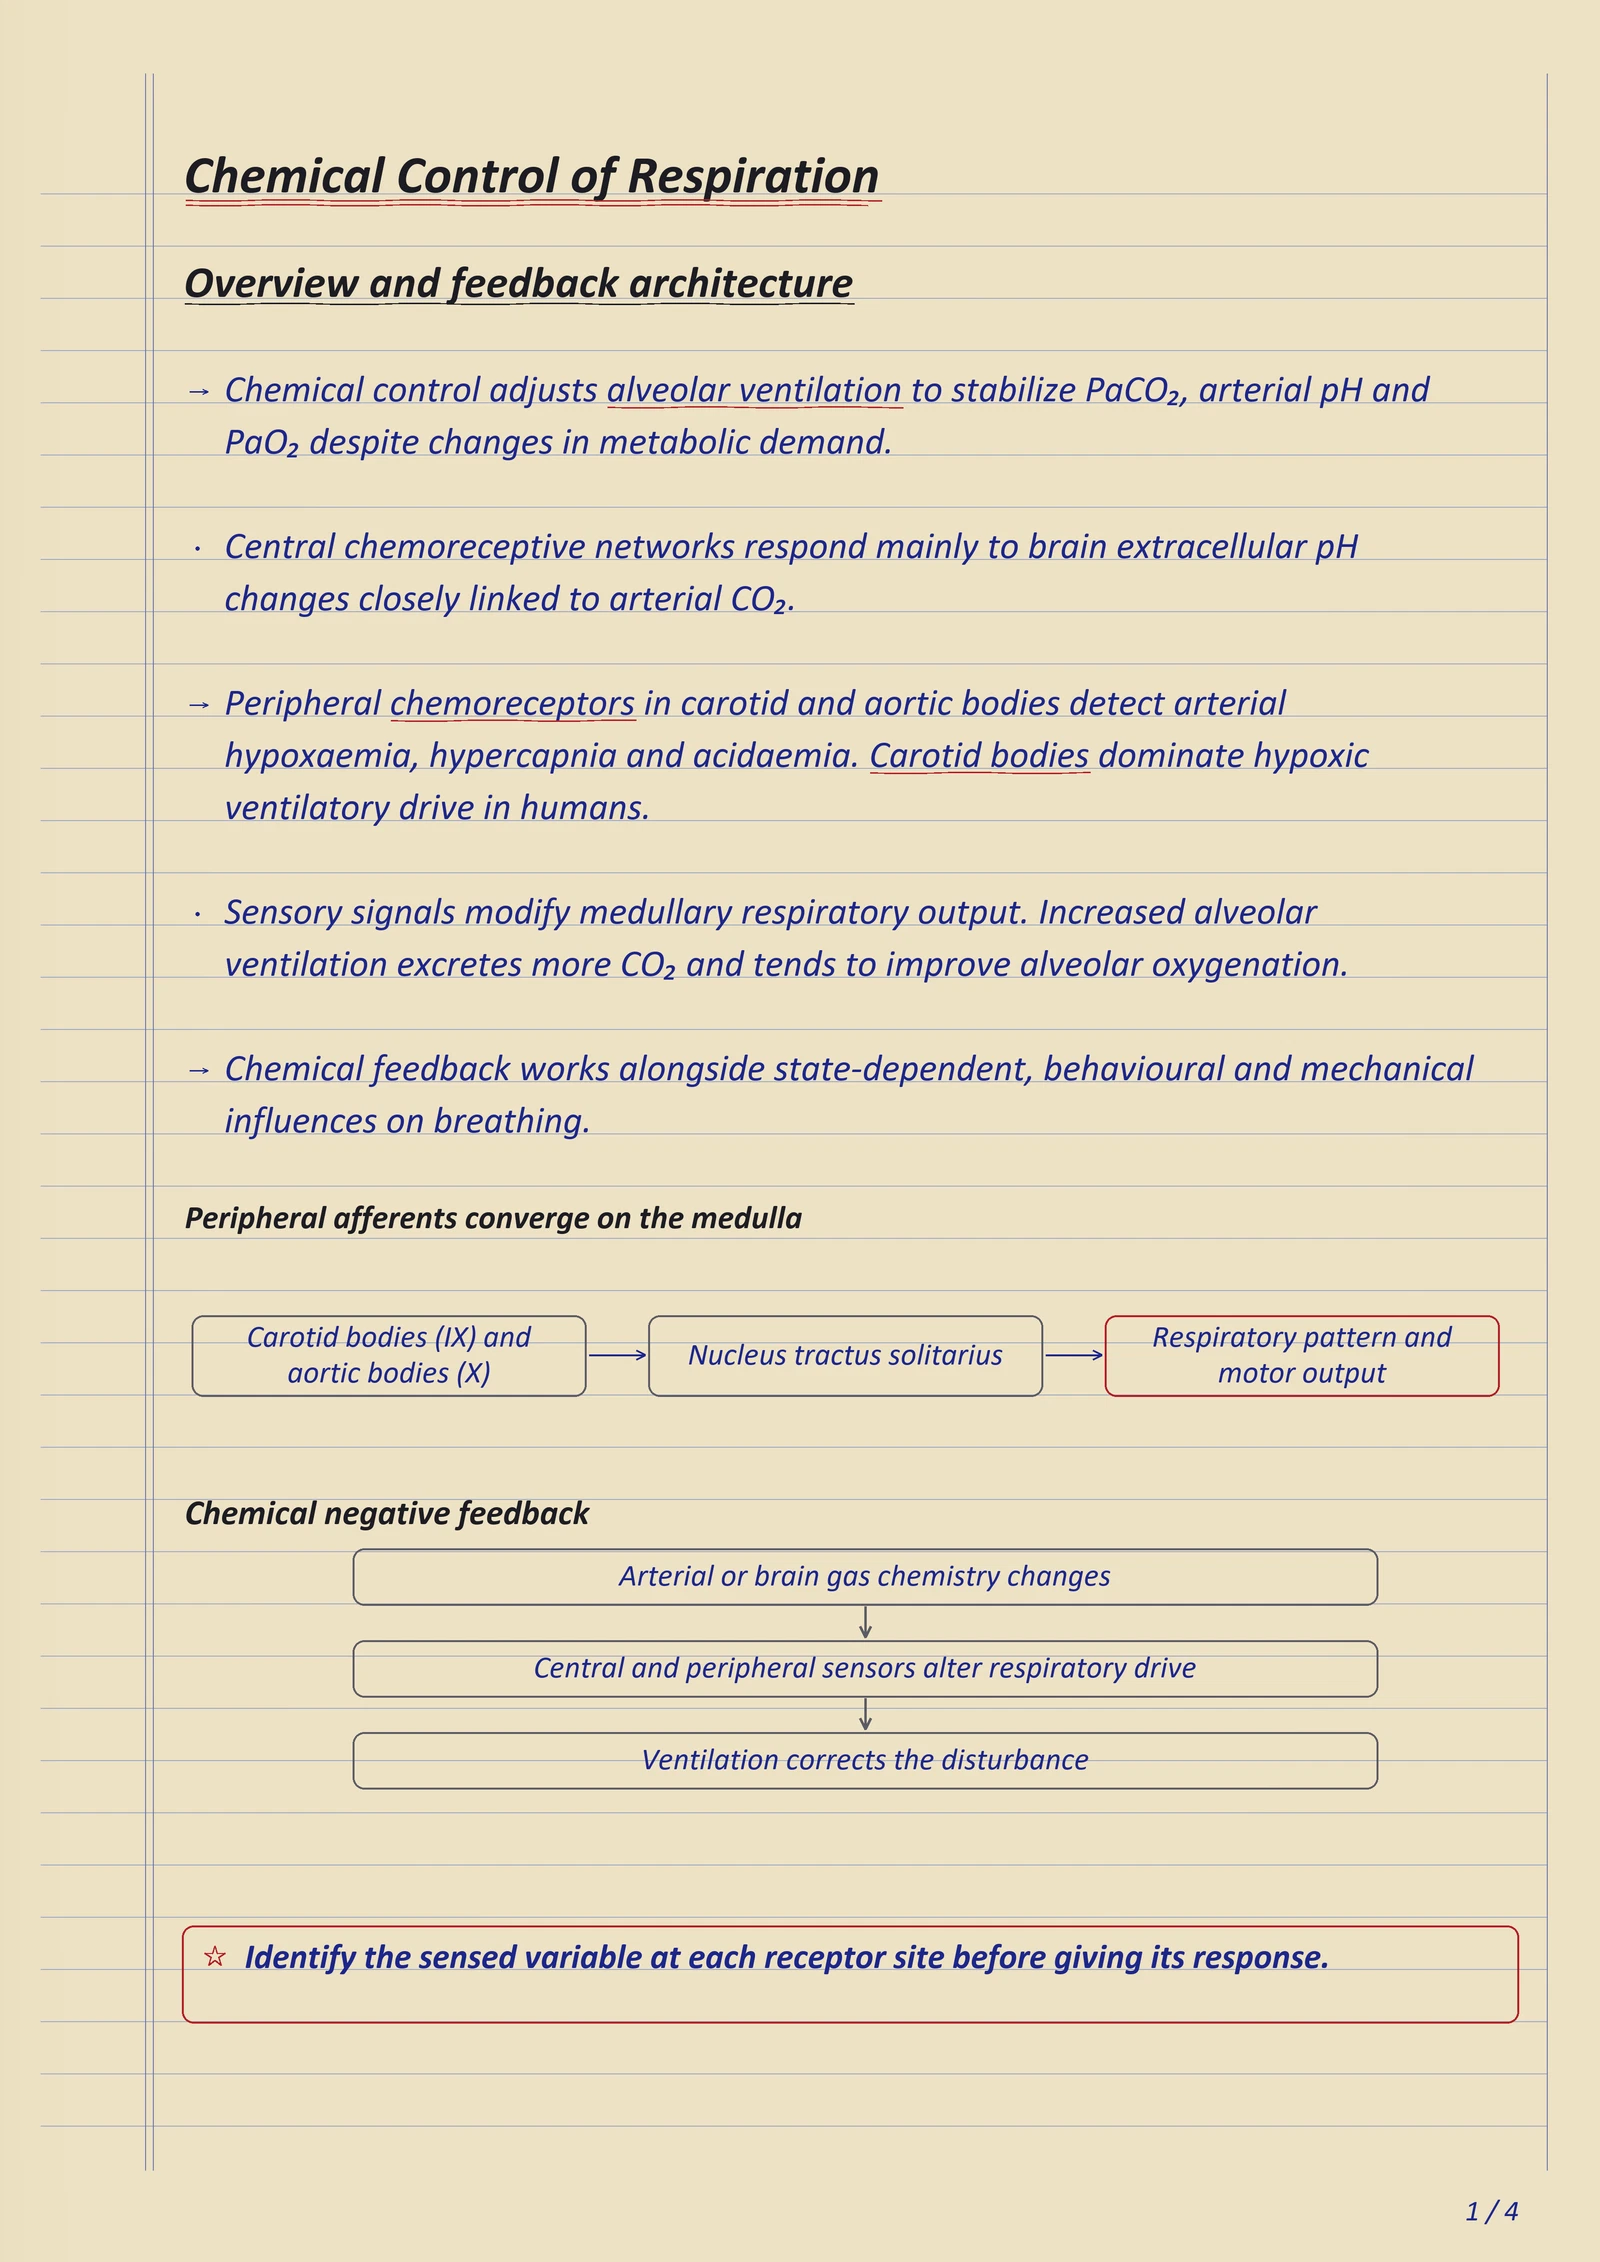 Chemical Control of Respiration
Overview and feedback architecture
→ Chemical control adjusts alveolar ventilation to stabilize PaCO₂, arterial pH and
PaO₂ despite changes in metabolic demand.
· Central chemoreceptive networks respond mainly to brain extracellular pH
changes closely linked to arterial CO₂.
→ Peripheral chemoreceptors in carotid and aortic bodies detect arterial
hypoxaemia, hypercapnia and acidaemia. Carotid bodies dominate hypoxic
ventilatory drive in humans.
· Sensory signals modify medullary respiratory output. Increased alveolar
ventilation excretes more CO₂ and tends to improve alveolar oxygenation.
→ Chemical feedback works alongside state-dependent, behavioural and mechanical
influences on breathing.
Peripheral afferents converge on the medulla
Carotid bodies (IX) and
aortic bodies (X)
Nucleus tractus solitarius
Respiratory pattern and
motor output
Chemical negative feedback
Arterial or brain gas chemistry changes
Central and peripheral sensors alter respiratory drive
Ventilation corrects the disturbance
☆ Identify the sensed variable at each receptor site before giving its response.
1 / 4